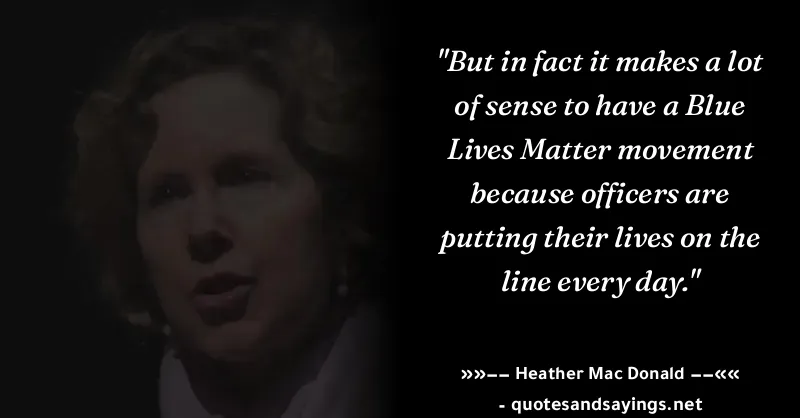 "But in fact it makes a lot
of sense to have a Blue
Lives Matter movement
because officers are
putting their lives on the
line every day."
»»−− Heather Mac Donald −−««
- quotesandsayings.net